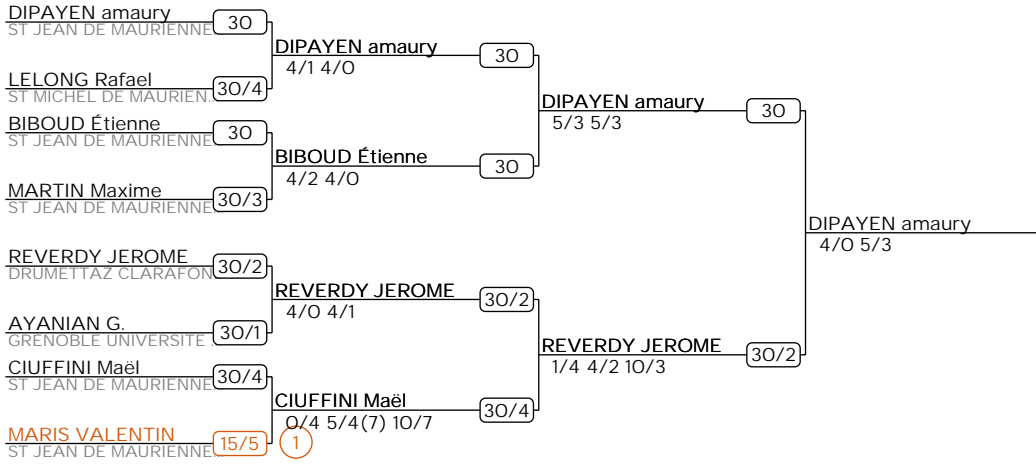 DIPAYEN amaury
ST JEAN DE MAURIENNE...
30
LELONG Rafael
ST MICHEL DE MAURIEN...
30/4
BIBOUD Étienne
ST JEAN DE MAURIENNE...
30
MARTIN Maxime
ST JEAN DE MAURIENNE...
30/3
REVERDY JEROME
DRUMETTAZ CLARAFON...
30/2
AYANIAN G.
GRENOBLE UNIVERSITE ...
30/1
CIUFFINI Maël
ST JEAN DE MAURIENNE...
30/4
MARIS VALENTIN
ST JEAN DE MAURIENNE...
15/5
1
DIPAYEN amaury
4/1 4/0
30
BIBOUD Étienne
4/2 4/0
30
REVERDY JEROME
4/0 4/1
30/2
CIUFFINI Maël
0/4 5/4(7) 10/7
30/4
DIPAYEN amaury
5/3 5/3
30
REVERDY JEROME
1/4 4/2 10/3
30/2
DIPAYEN amaury
4/0 5/3